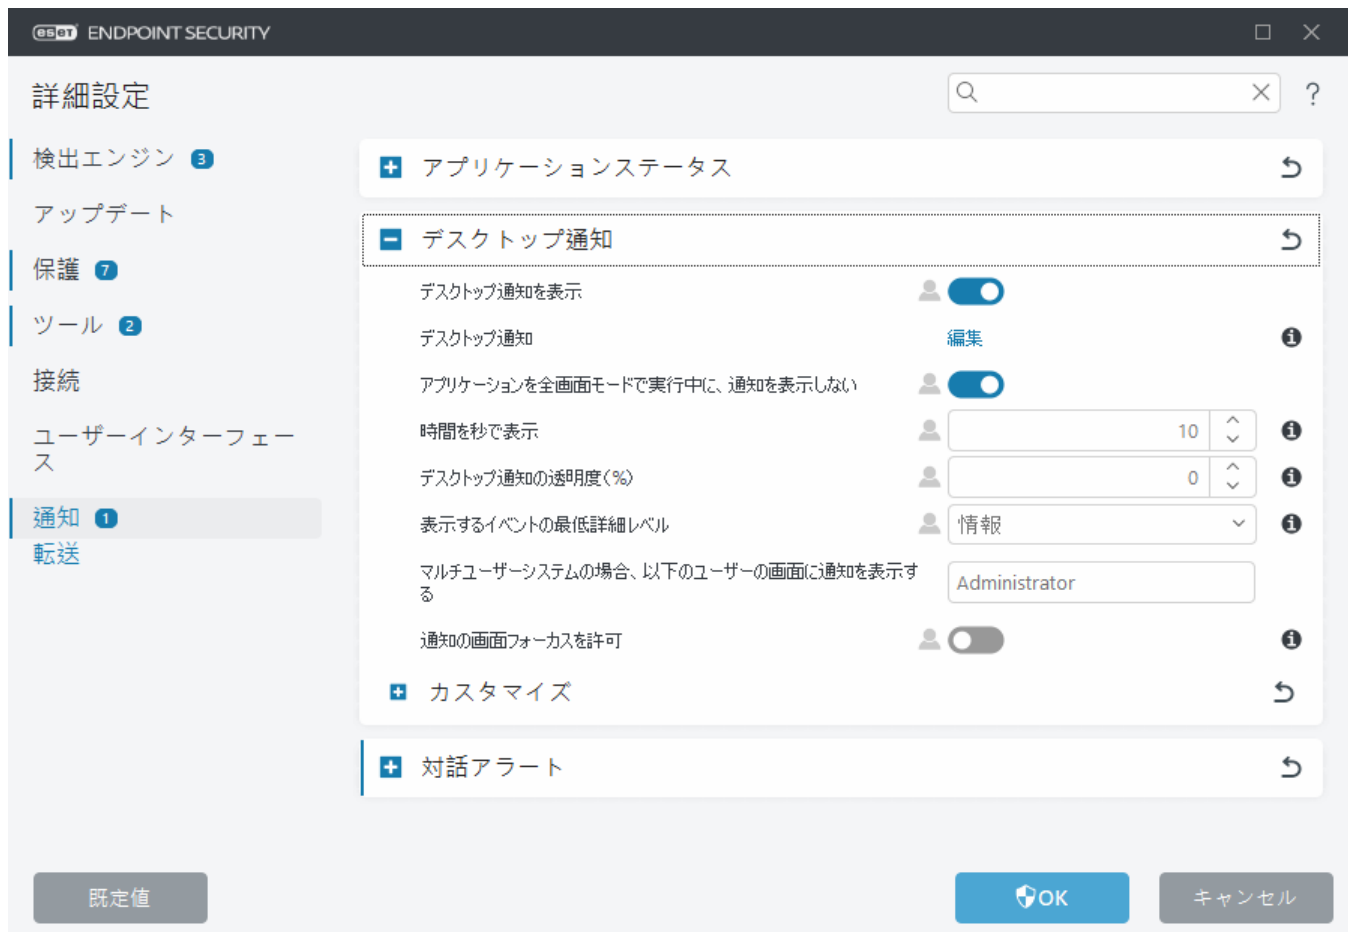 eseT ENDPOINT SECURITY
詳細設定
?
検出エンジン 3
アップデート
保護 7
ツール 2
接続
ユーザーインターフェー
ス
通知 1
転送
アプリケーションステータス
デスクトップ通知
デスクトップ通知を表示
デスクトップ通知 編集
アプリケーションを全画面モードで実行中に、通知を表示しない
時間を秒で表示 10
デスクトップ通知の透明度(%) 0
表示するイベントの最低詳細レベル 情報
マルチユーザーシステムの場合、以下のユーザーの画面に通知を表示す
る
Administrator
通知の画面フォーカスを許可
カスタマイズ
対話アラート
既定値 OK キャンセル